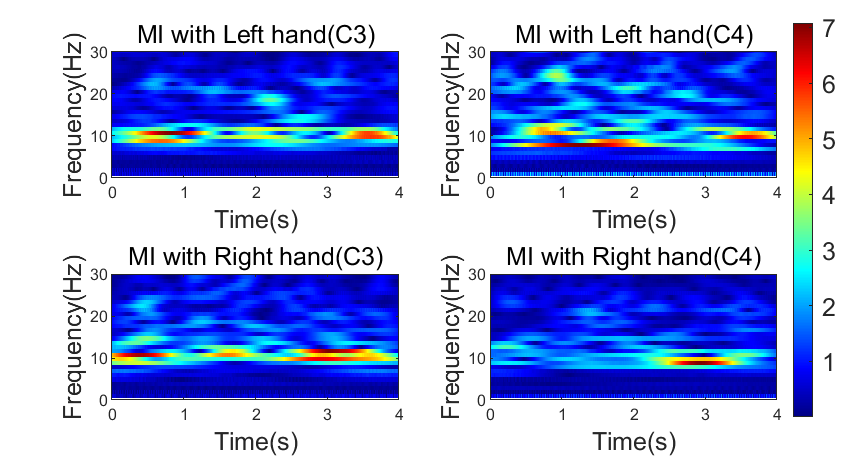 MI with Left hand(C3)
Frequency(Hz)
30
20
10
0
0 1 2 3 4
Time(s)
MI with Left hand(C4)
Frequency(Hz)
30
20
10
0
0 1 2 3 4
Time(s)
MI with Right hand(C3)
Frequency(Hz)
30
20
10
0
0 1 2 3 4
Time(s)
MI with Right hand(C4)
Frequency(Hz)
30
20
10
0
0 1 2 3 4
Time(s)
7
6
5
4
3
2
1